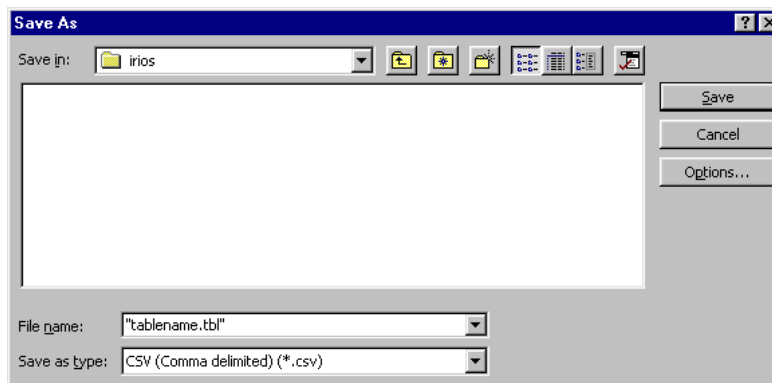 Save As
Save in: irios
Save
Cancel
Options...
File name: "tablename.tbl"
Save as type: CSV (Comma delimited) (*.csv)